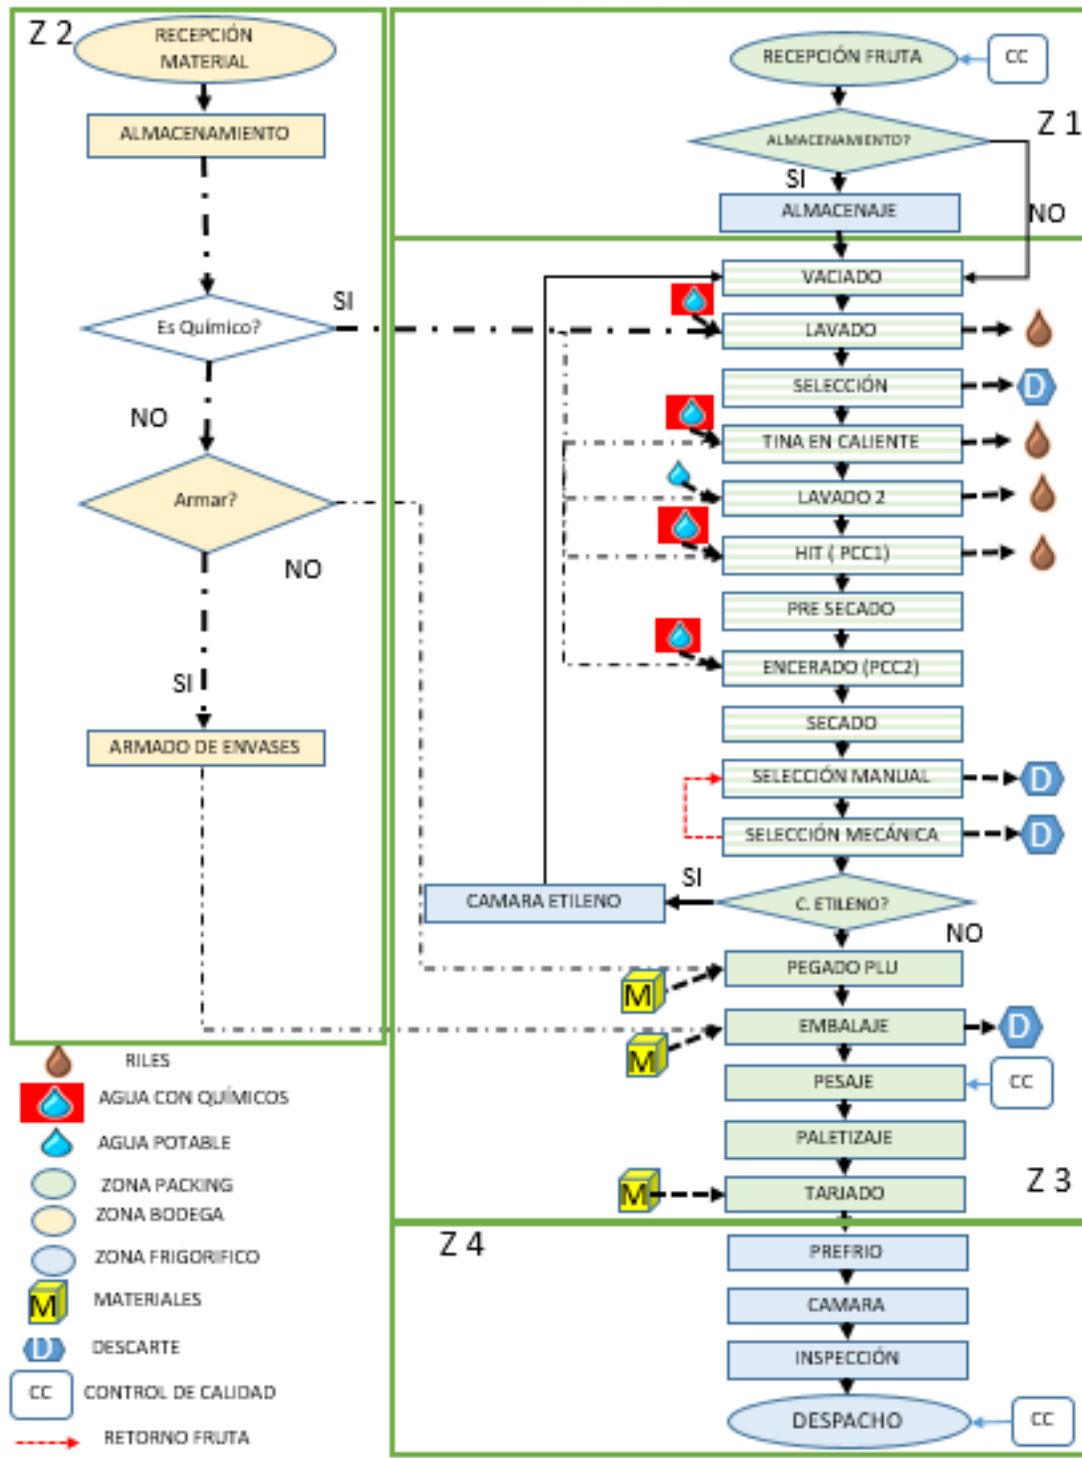 Z 2
RECEPCIÓN
MATERIAL
ALMACENAMIENTO
Es Químico?
SI
NO
Armar?
NO
SI
ARMADO DE ENVASES
RECEPCIÓN FRUTA
CC
ALMACENAMIENTO?
Z 1
SI
NO
ALMACENAJE
VACIADO
LAVADO
SELECCIÓN
D
TINA EN CALIENTE
LAVADO 2
HIT ( PCC1)
PRE SECADO
ENCERADO (PCC2)
SECADO
SELECCIÓN MANUAL
D
SELECCIÓN MECÁNICA
D
SI
CAMARA ETILENO
C. ETILENO?
NO
PEGADO PLU
M
EMBALAJE
D
M
PESAJE
CC
PALETIZAJE
Z 3
M
TARJADO
Z 4
PREFRIO
CAMARA
INSPECCIÓN
DESPACHO
CC
RILES
AGUA CON QUÍMICOS
AGUA POTABLE
ZONA PACKING
ZONA BODEGA
ZONA FRIGORIFICO
M
MATERIALES
D
DESCARTE
CC
CONTROL DE CALIDAD
RETORNO FRUTA